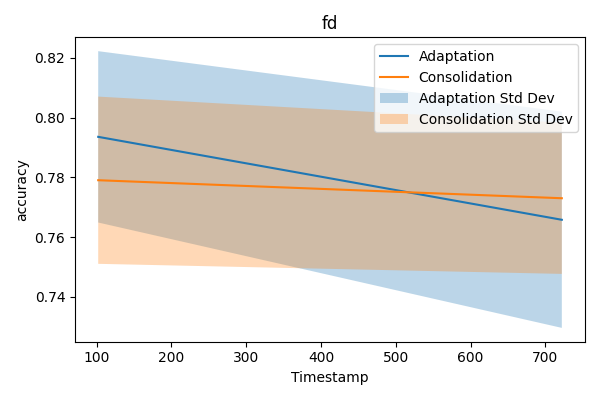 fd
Adaptation
Consolidation
Adaptation Std Dev
Consolidation Std Dev
accuracy
0.82
0.80
0.78
0.76
0.74
100 200 300 400 500 600 700
Timestamp